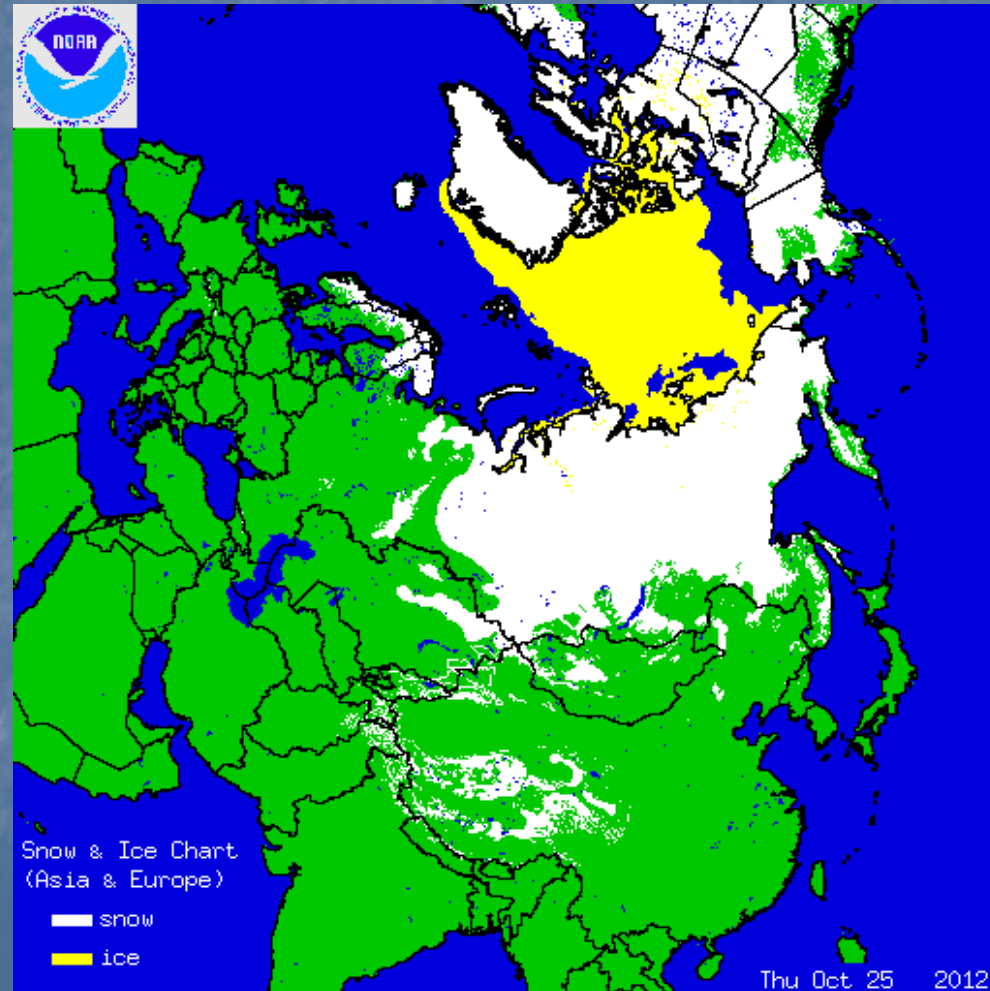 NOAA
Snow & Ice Chart
(Asia & Europe)
snow
ice
Thu Oct 25 2012